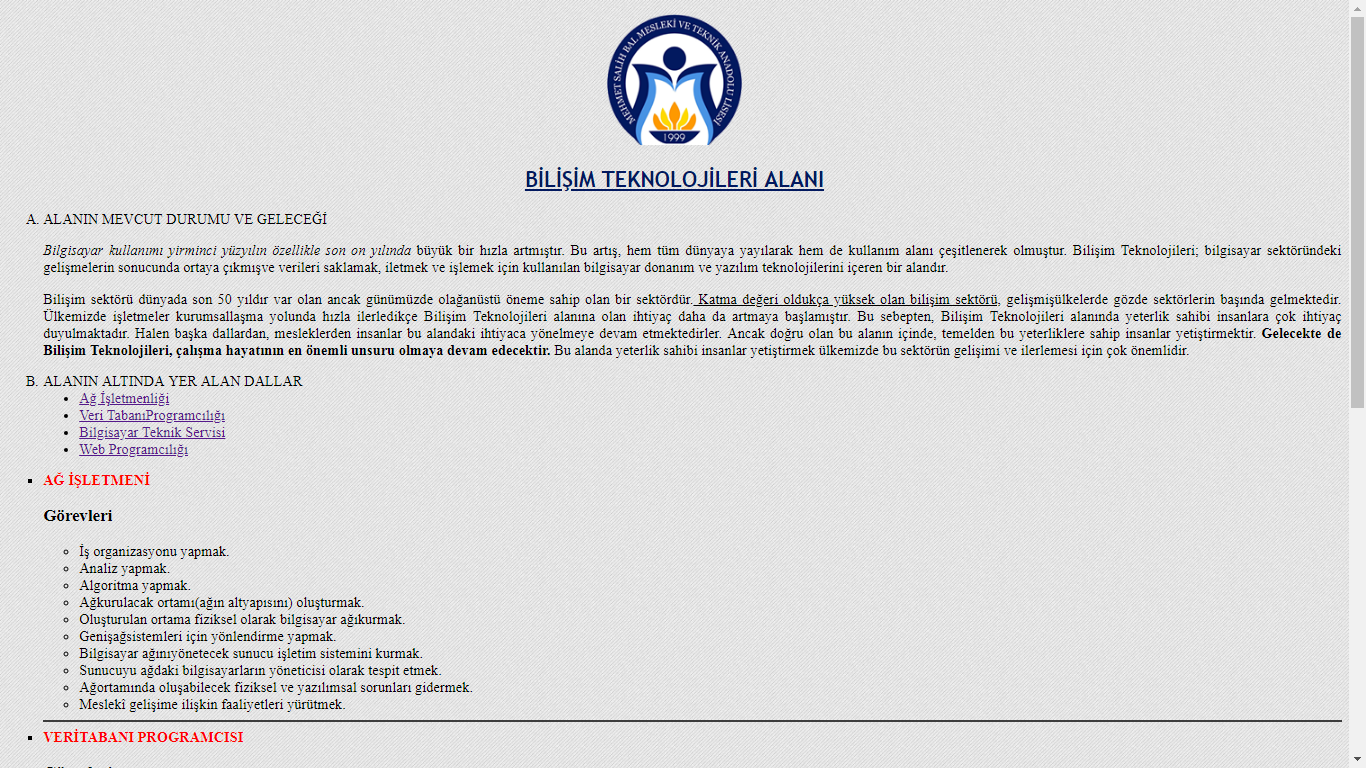 MEHMET SALİH BAL MESLEKİ VE TEKNİK ANADOLU LİSESİ
1999
BİLİŞİM TEKNOLOJİLERİ ALANI
A. ALANIN MEVCUT DURUMU VE GELECEĞİ
Bilgisayar kullanımı yirminci yüzyılın özellikle son on yılında büyük bir hızla artmıştır. Bu artış, hem tüm dünyaya yayılarak hem de kullanım alanı çeşitlenerek olmuştur. Bilişim Teknolojileri; bilgisayar sektöründeki
gelişmelerin sonucunda ortaya çıkmışve verileri saklamak, iletmek ve işlemek için kullanılan bilgisayar donanım ve yazılım teknolojilerini içeren bir alandır.
Bilişim sektörü dünyada son 50 yıldır var olan ancak günümüzde olağanüstü öneme sahip olan bir sektördür. Katma değeri oldukça yüksek olan bilişim sektörü, gelişmişülkelerde gözde sektörlerin başında gelmektedir.
Ülkemizde işletmeler kurumsallaşma yolunda hızla ilerledikçe Bilişim Teknolojileri alanına olan ihtiyaç daha da artmaya başlamıştır. Bu sebepten, Bilişim Teknolojileri alanında yeterlik sahibi insanlara çok ihtiyaç
duyulmaktadır. Halen başka dallardan, mesleklerden insanlar bu alandaki ihtiyaca yönelmeye devam etmektedirler. Ancak doğru olan bu alanın içinde, temelden bu yeterliklere sahip insanlar yetiştirmektir. Gelecekte de
Bilişim Teknolojileri, çalışma hayatının en önemli unsuru olmaya devam edecektir. Bu alanda yeterlik sahibi insanlar yetiştirmek ülkemizde bu sektörün gelişimi ve ilerlemesi için çok önemlidir.
B. ALANIN ALTINDA YER ALAN DALLAR
• Ağ İşletmenliği
• Veri TabanıProgramcılığı
• Bilgisayar Teknik Servisi
• Web Programcılığı
▪ AĞ İŞLETMENİ
Görevleri
○ İş organizasyonu yapmak.
○ Analiz yapmak.
○ Algoritma yapmak.
○ Ağkurulacak ortamı(ağın altyapısını) oluşturmak.
○ Oluşturulan ortama fiziksel olarak bilgisayar ağıkurmak.
○ Genişağsistemleri için yönlendirme yapmak.
○ Bilgisayar ağınıyönetecek sunucu işletim sistemini kurmak.
○ Sunucuyu ağdaki bilgisayarların yöneticisi olarak tespit etmek.
○ Ağortamında oluşabilecek fiziksel ve yazılımsal sorunları gidermek.
○ Meslekî gelişime ilişkin faaliyetleri yürütmek.
▪ VERİTABANI PROGRAMCISI